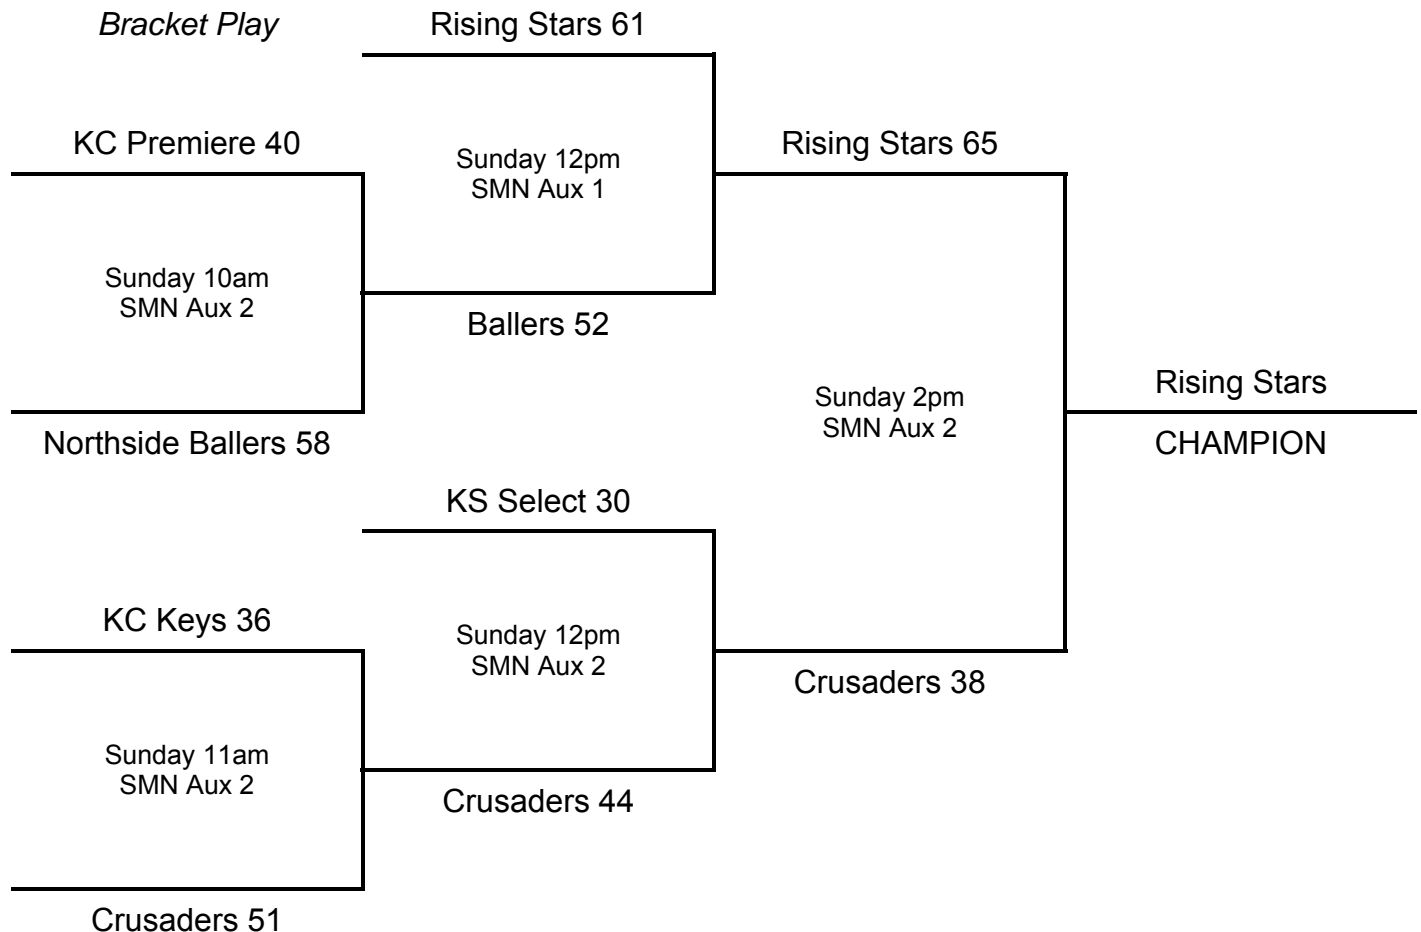 Bracket Play
Rising Stars 61
KC Premiere 40
Sunday 12pm
SMN Aux 1
Rising Stars 65
Sunday 10am
SMN Aux 2
Ballers 52
Sunday 2pm
SMN Aux 2
Rising Stars
CHAMPION
Northside Ballers 58
KS Select 30
KC Keys 36
Sunday 12pm
SMN Aux 2
Crusaders 38
Sunday 11am
SMN Aux 2
Crusaders 44
Crusaders 51